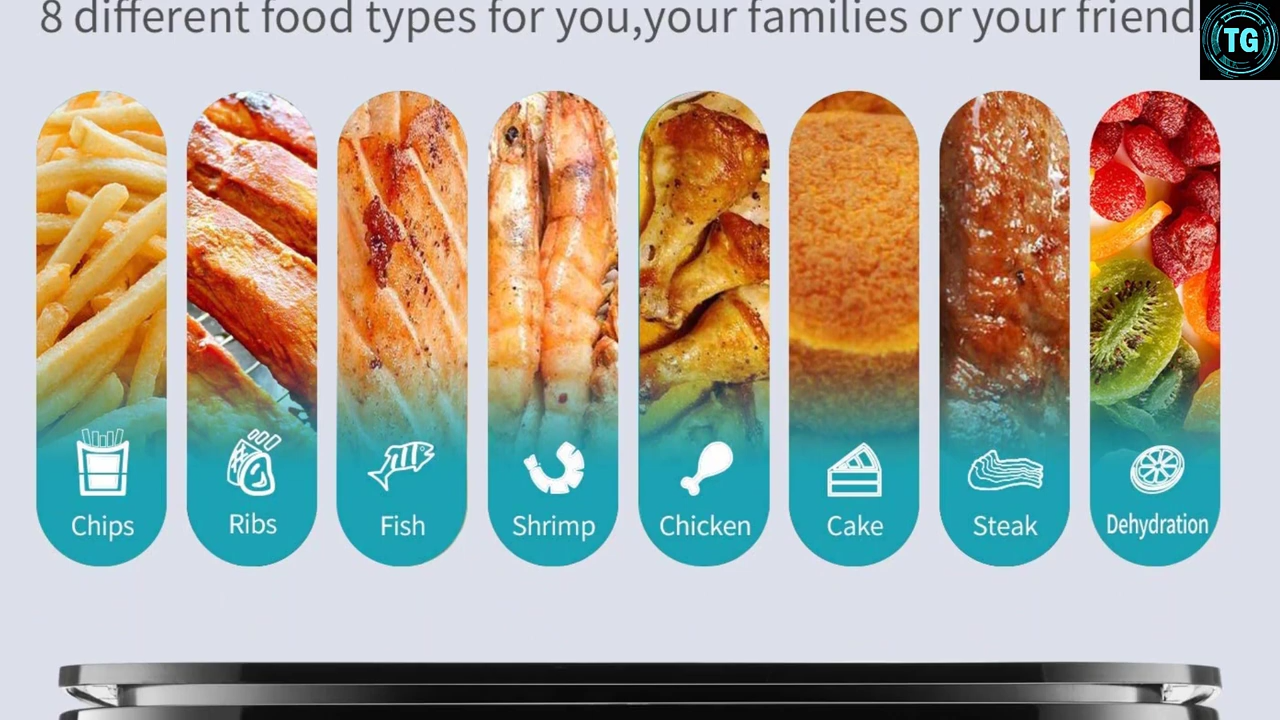 8 different food types for you,your families or your friend
TG
Chips
Ribs
Fish
Shrimp
Chicken
Cake
Steak
Dehydration